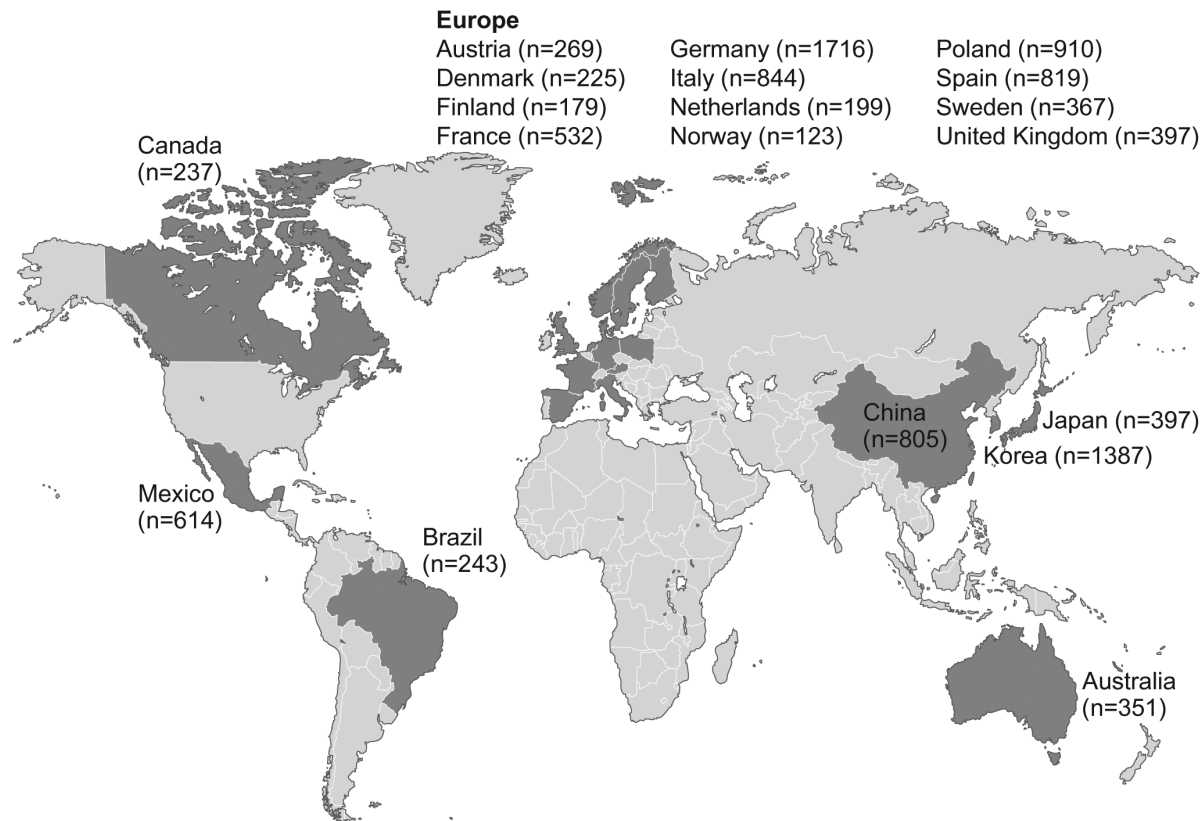 Europe
Austria (n=269)
Denmark (n=225)
Finland (n=179)
France (n=532)
Germany (n=1716)
Italy (n=844)
Netherlands (n=199)
Norway (n=123)
Poland (n=910)
Spain (n=819)
Sweden (n=367)
United Kingdom (n=397)
Canada
(n=237)
China
(n=805)
Japan (n=397)
Korea (n=1387)
Mexico
(n=614)
Brazil
(n=243)
Australia
(n=351)